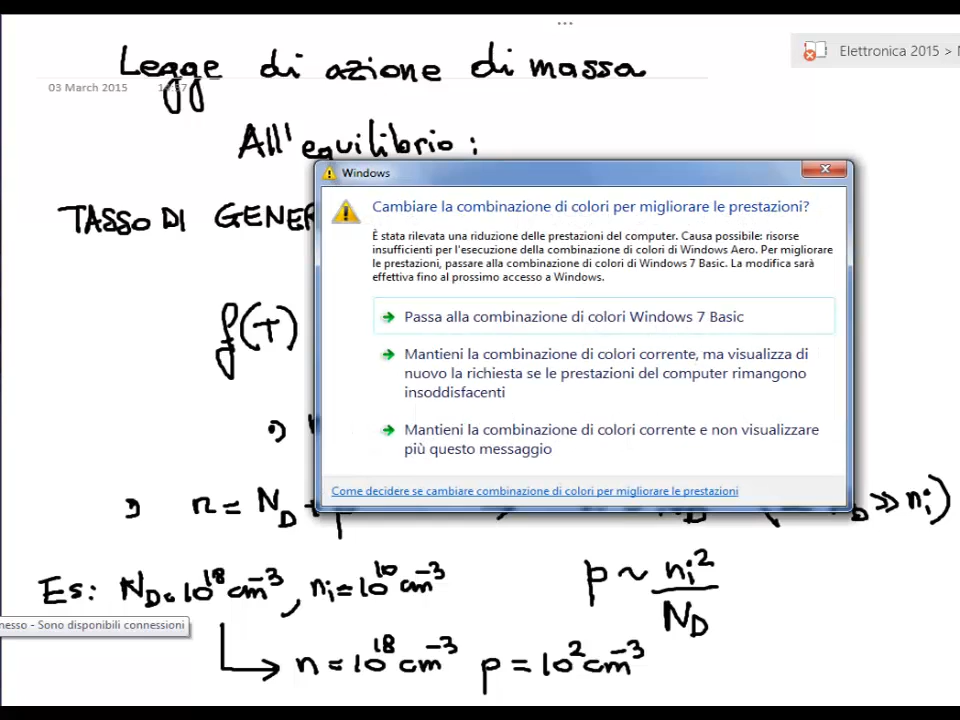 ...
Elettronica 2015 >
Legge di azione di massa
03 March 2015
All'equilibrio:
Windows
TASSO DI GENER
Cambiare la combinazione di colori per migliorare le prestazioni?
È stata rilevata una riduzione delle prestazioni del computer. Causa possibile: risorse
insufficienti per l'esecuzione della combinazione di colori di Windows Aero. Per migliorare
le prestazioni, passare alla combinazione di colori di Windows 7 Basic. La modifica sarà
effettiva fino al prossimo accesso a Windows.
f(T)
Passa alla combinazione di colori Windows 7 Basic
Mantieni la combinazione di colori corrente, ma visualizza di
nuovo la richiesta se le prestazioni del computer rimangono
insoddisfacenti
Mantieni la combinazione di colori corrente e non visualizzare
più questo messaggio
Come decidere se cambiare combinazione di colori per migliorare le prestazioni
n = N_D + p
≫ n_i)
Es: N_D = 10^18 cm^-3, n_i = 10^10 cm^-3
p ~ n_i^2 / N_D
nesso - Sono disponibili connessioni
n = 10^18 cm^-3 p = 10^2 cm^-3